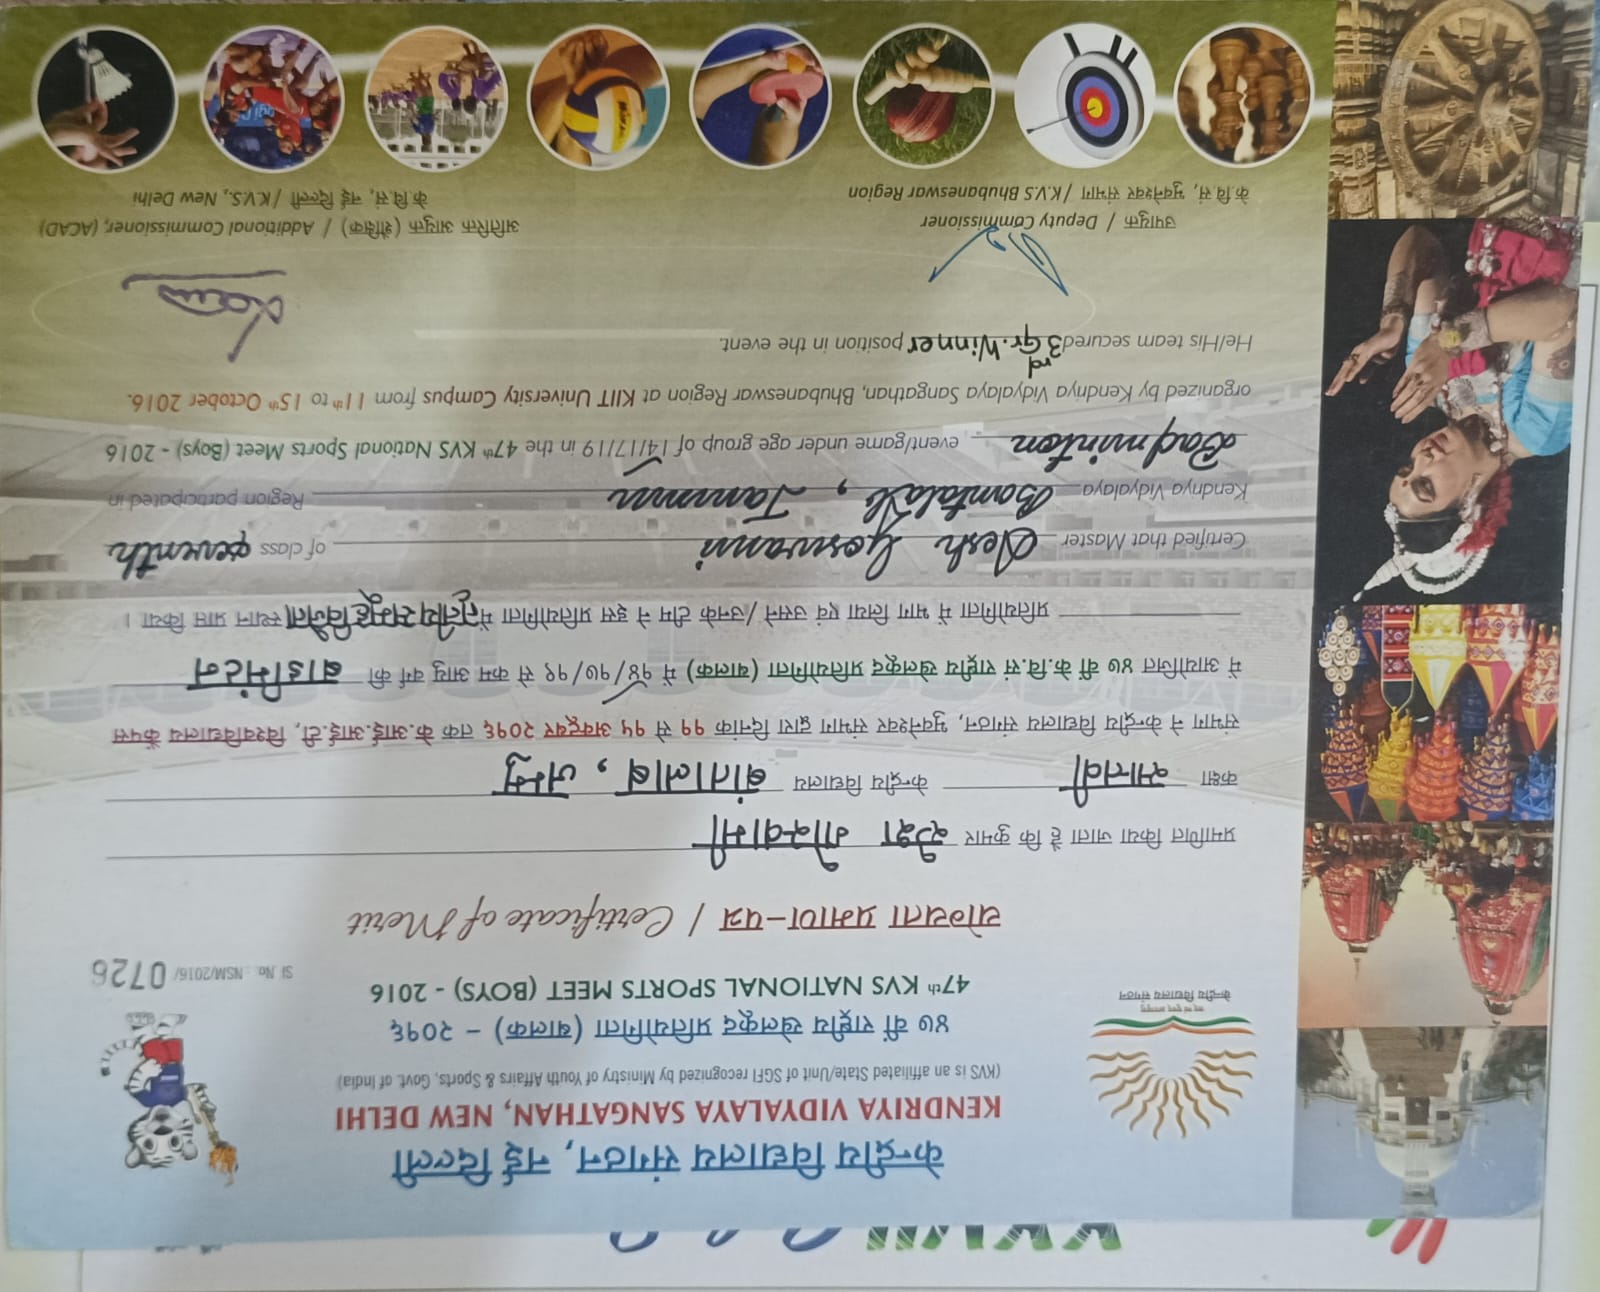 केन्द्रीय विद्यालय संगठन, नई दिल्ली
KENDRIYA VIDYALAYA SANGATHAN, NEW DELHI
(KVS is an affiliated State/Unit of SGFI recognized by Ministry of Youth Affairs & Sports, Govt. of India)
४७ वीं राष्ट्रीय खेलकूद प्रतियोगिता (बालक) – २०१६
47th KVS NATIONAL SPORTS MEET (BOYS) - 2016
केन्द्रीय विद्यालय संगठन
Sl .No. : NSM/2016/ 0726
योग्यता प्रमाण-पत्र / Certificate of Merit
प्रमाणित किया जाता है कि कुमार गोस्वामी
कक्षा सातवीं केन्द्रीय विद्यालय बंतालाब , जम्मु
संभाग ने केन्द्रीय विद्यालय संगठन, भुवनेश्वर संभाग द्वारा दिनांक ११ से १५ अक्टूबर २०१६ तक के.आई.आई.टी, विश्वविद्यालय कैंपस
में आयोजित ४७ वीं के.वि.सं राष्ट्रीय खेलकूद प्रतियोगिता (बालक) में १४/१७/१९ से कम आयु वर्ग की बाडमिंटन
प्रतियोगिता में भाग लिया एवं उसने /उनके टीम ने इस प्रतियोगिता में तृतीय समूह विजेता स्थान प्राप्त किया ।
Certified that Master Goswami of class seventh
Kendriya Vidyalaya Bantalab , Jammu Region participated in
Badminton event/game under age group of 14/17/19 in the 47th KVS National Sports Meet (Boys) - 2016
organized by Kendriya Vidyalaya Sangathan, Bhubaneswar Region at KIIT University Campus from 11th to 15th October 2016.
He/His team secured 3rd Gr. Winner position in the event.
उपायुक्त / Deputy Commissioner
के.वि.सं, भुवनेश्वर संभाग / K.V.S Bhubaneswar Region
अतिरिक्त आयुक्त (शैक्षिक) / Additional Commissioner, (ACAD)
के.वि.सं, नई दिल्ली / K.V.S., New Delhi